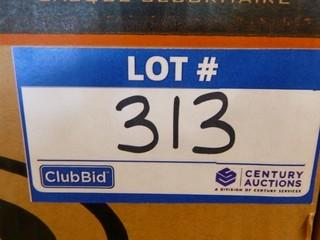 LOT #
313
ClubBid
CENTURY
AUCTIONS
A DIVISION OF CENTURY SERVICES